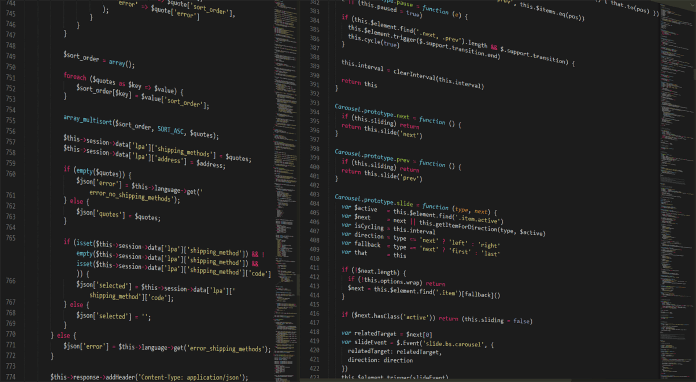 744
745
746
747
748
749
750
751
752
753
754
755
756
757
758
759
760
761
762
763
764
765
766
767
768
769
770
771
772
773
774
error' => $quote['error']
);
}
}
$sort_order = array();
foreach ($quotes as $key => $value) {
$sort_order[$key] = $value['sort_order'];
}
array_multisort($sort_order, SORT_ASC, $quotes);
$this->session->data['lpa']['shipping_methods'] = $quotes;
$this->session->data['lpa']['address'] = $address;
if (empty($quotes)) {
$json['error'] = $this->language->get('
error_no_shipping_methods');
} else {
$json['quotes'] = $quotes;
}
if (isset($this->session->data['lpa']['shipping_method']) && !
empty($this->session->data['lpa']['shipping_method']) &&
isset($this->session->data['lpa']['shipping_method']['code']
)) {
$json['selected'] = $this->session->data['lpa']['
shipping_method']['code'];
} else {
$json['selected'] = '';
}
} else {
$json['error'] = $this->language->get('error_shipping_methods');
}
$this->response->addHeader('Content-Type: application/json');
if (this.$element.find('.next, .prev').length && $.support.transition) {
this.$element.trigger($.support.transition.end)
this.cycle(true)
}
this.interval = clearInterval(this.interval)
return this
}
Carousel.prototype.next = function () {
if (this.sliding) return
return this.slide('next')
}
Carousel.prototype.prev = function () {
if (this.sliding) return
return this.slide('prev')
}
Carousel.prototype.slide = function (type, next) {
var $active = this.$element.find('.item.active')
var $next = next || this.getItemForDirection(type, $active)
var isCycling = this.interval
var direction = type == 'next' ? 'left' : 'right'
var fallback = type == 'next' ? 'first' : 'last'
var that = this
if (!$next.length) {
if (!this.options.wrap) return
$next = this.$element.find('.item')[fallback]()
}
if ($next.hasClass('active')) return (this.sliding = false)
var relatedTarget = $next[0]
var slideEvent = $.Event('slide.bs.carousel', {
relatedTarget: relatedTarget,
direction: direction
})
this.$element.trigger(slideEvent)